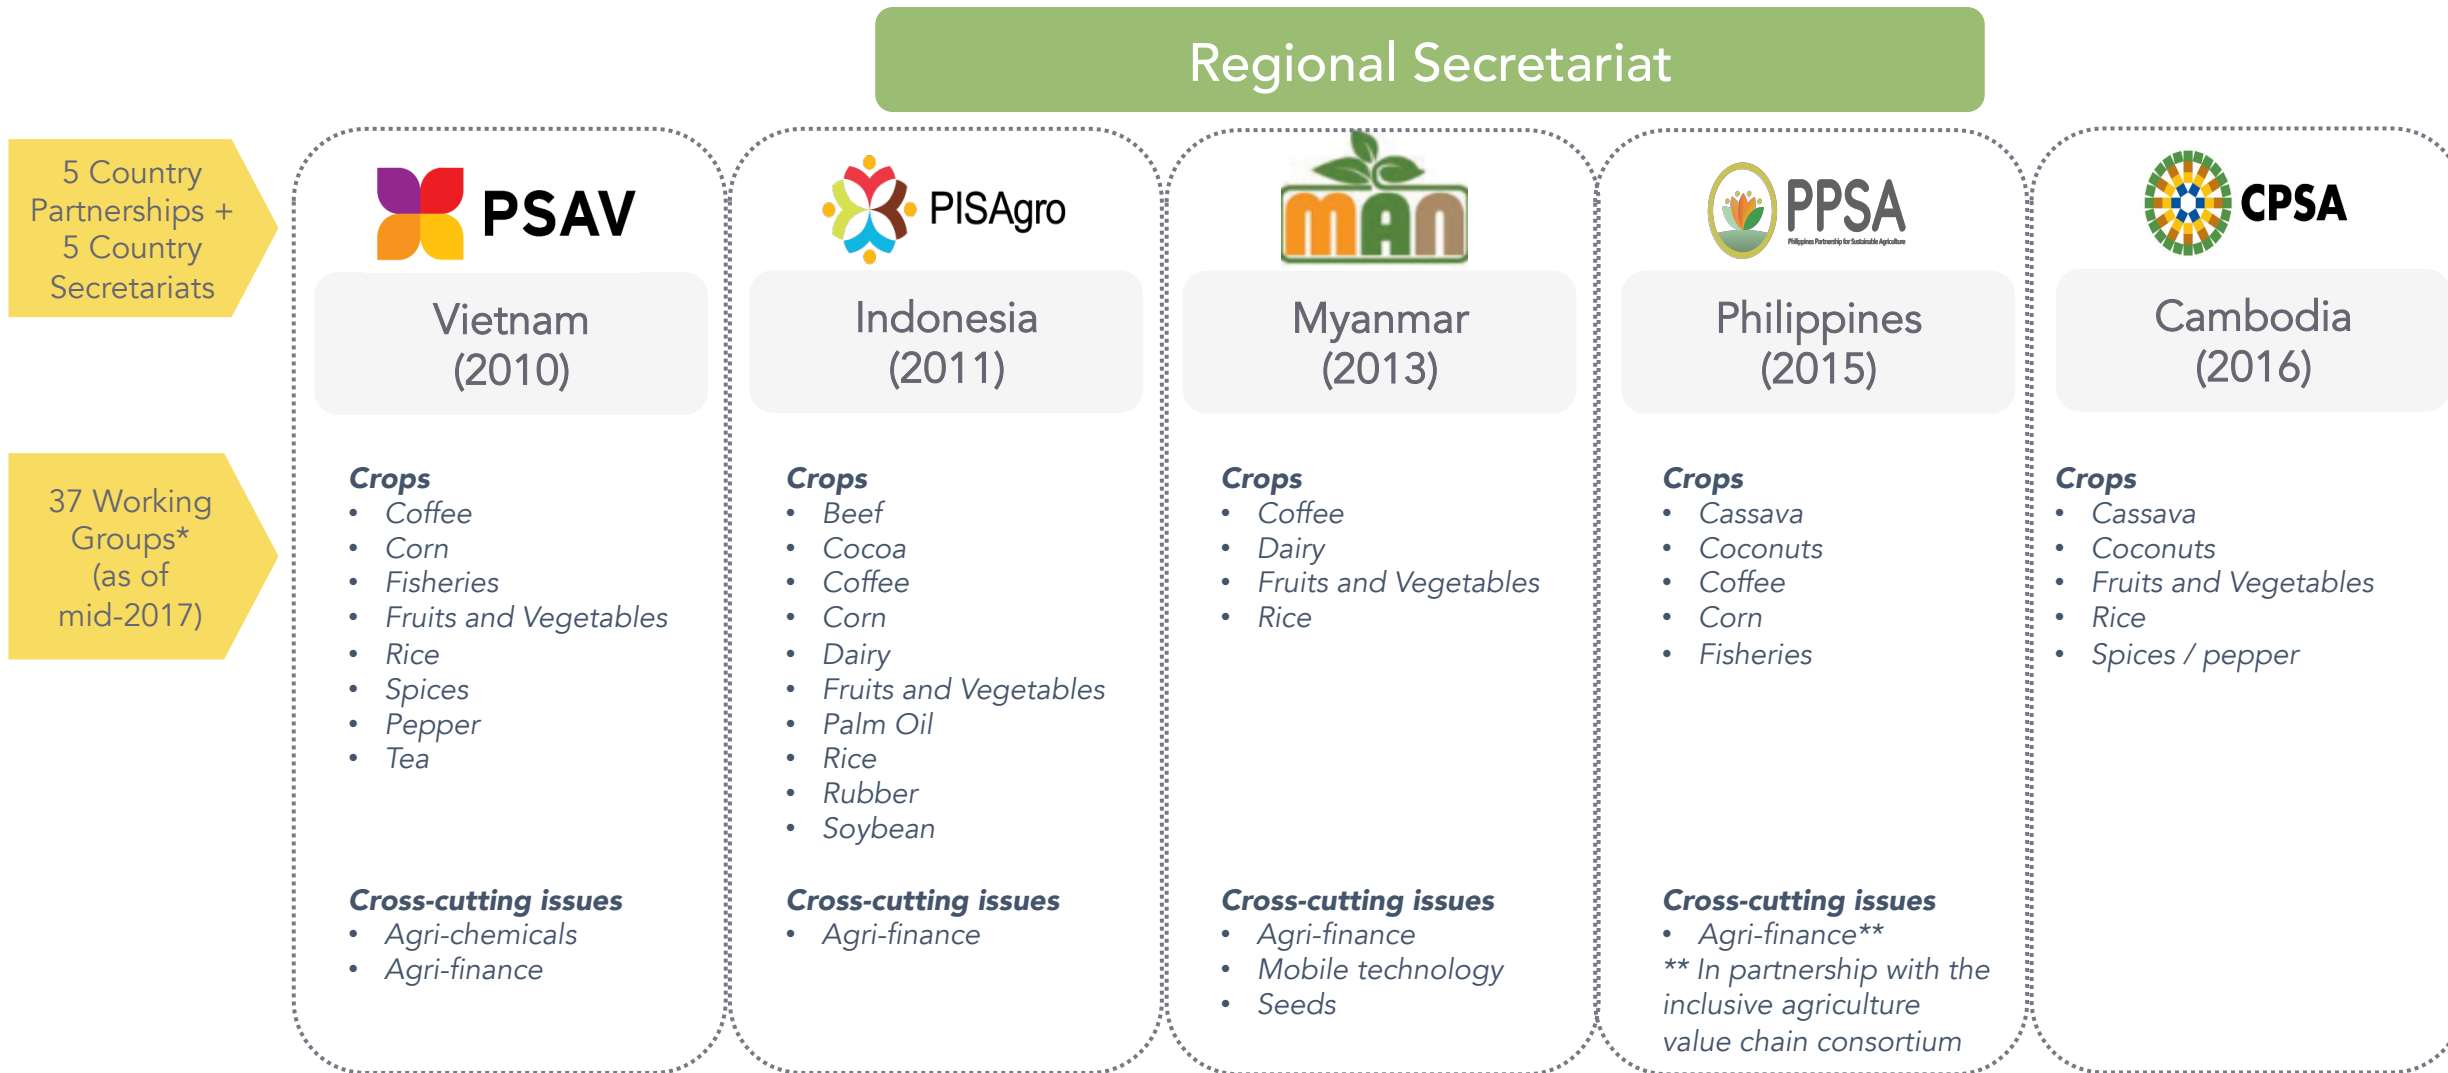 Regional Secretariat
5 Country
Partnerships +
5 Country
Secretariats
PSAV
Vietnam
(2010)
PISAgro
Indonesia
(2011)
MAN
Myanmar
(2013)
PPSA
Philippines Partnership for Sustainable Agriculture
Philippines
(2015)
CPSA
Cambodia
(2016)
37 Working
Groups*
(as of
mid-2017)
Crops
• Coffee
• Corn
• Fisheries
• Fruits and Vegetables
• Rice
• Spices
• Pepper
• Tea
Cross-cutting issues
• Agri-chemicals
• Agri-finance
Crops
• Beef
• Cocoa
• Coffee
• Corn
• Dairy
• Fruits and Vegetables
• Palm Oil
• Rice
• Rubber
• Soybean
Cross-cutting issues
• Agri-finance
Crops
• Coffee
• Dairy
• Fruits and Vegetables
• Rice
Cross-cutting issues
• Agri-finance
• Mobile technology
• Seeds
Crops
• Cassava
• Coconuts
• Coffee
• Corn
• Fisheries
Cross-cutting issues
• Agri-finance**
** In partnership with the
inclusive agriculture
value chain consortium
Crops
• Cassava
• Coconuts
• Fruits and Vegetables
• Rice
• Spices / pepper